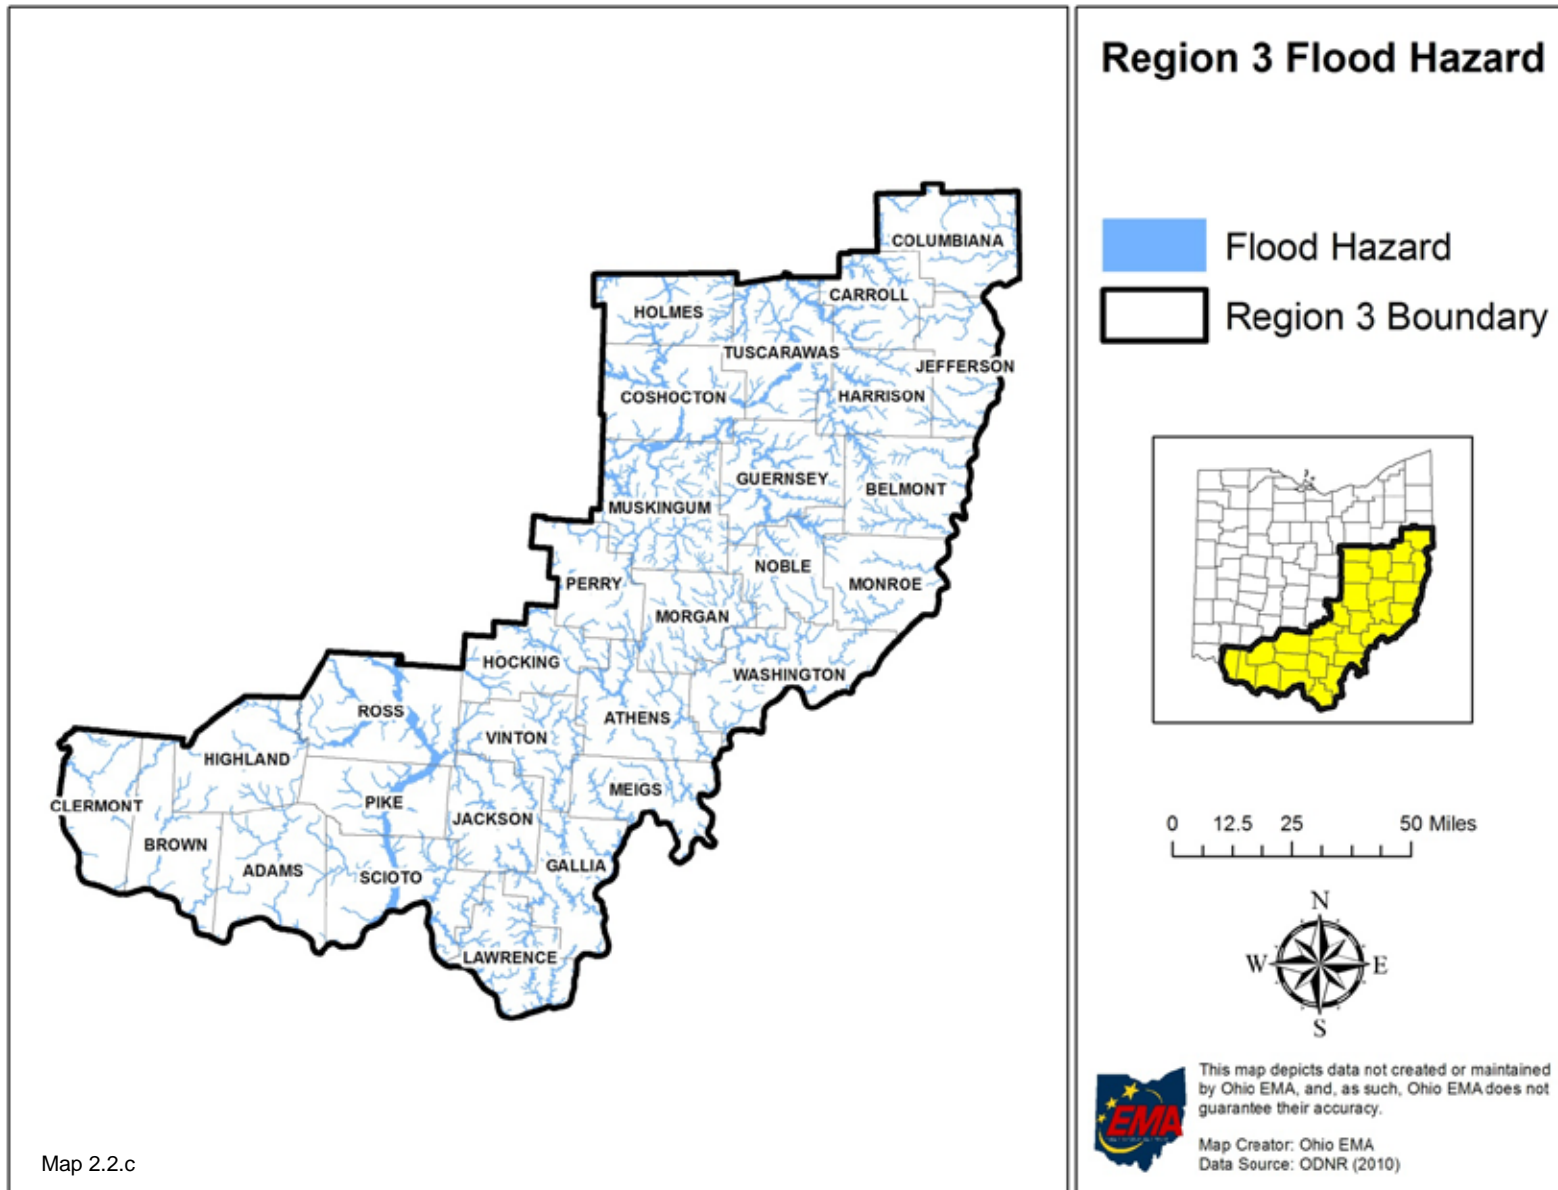 Region 3 Flood Hazard
Flood Hazard
Region 3 Boundary
COLUMBIANA
CARROLL
HOLMES
TUSCARAWAS
JEFFERSON
COSHOCTON
HARRISON
GUERNSEY
BELMONT
MUSKINGUM
NOBLE
PERRY
MONROE
MORGAN
HOCKING
WASHINGTON
ROSS
ATHENS
VINTON
HIGHLAND
MEIGS
CLERMONT
PIKE
JACKSON
BROWN
GALLIA
ADAMS
SCIOTO
LAWRENCE
0 12.5 25 50 Miles
N
W E
S
EMA
This map depicts data not created or maintained
by Ohio EMA, and, as such, Ohio EMA does not
guarantee their accuracy.
Map Creator: Ohio EMA
Data Source: ODNR (2010)
Map 2.2.c